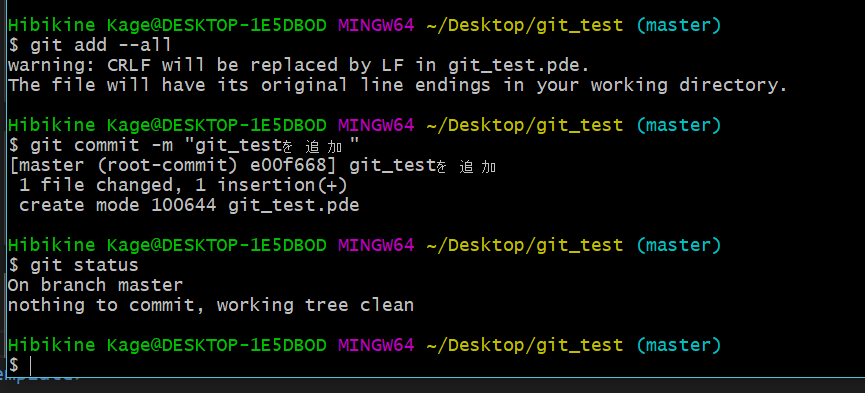 Hibikine Kage@DESKTOP-1E5DBOD MINGW64 ~/Desktop/git_test (master)
$ git add --all
warning: CRLF will be replaced by LF in git_test.pde.
The file will have its original line endings in your working directory.
Hibikine Kage@DESKTOP-1E5DBOD MINGW64 ~/Desktop/git_test (master)
$ git commit -m "git_testを追加"
[master (root-commit) e00f668] git_testを追加
 1 file changed, 1 insertion(+)
 create mode 100644 git_test.pde
Hibikine Kage@DESKTOP-1E5DBOD MINGW64 ~/Desktop/git_test (master)
$ git status
On branch master
nothing to commit, working tree clean
Hibikine Kage@DESKTOP-1E5DBOD MINGW64 ~/Desktop/git_test (master)
$